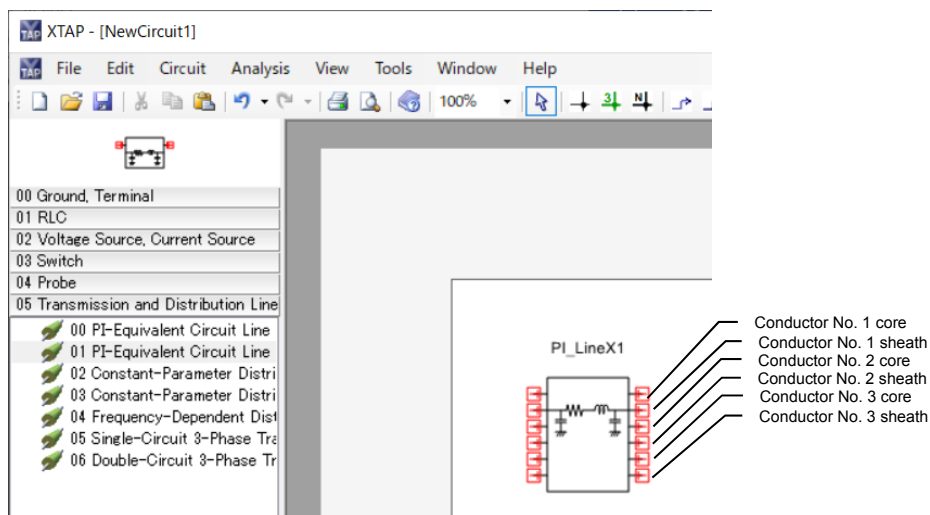 XTAP - [NewCircuit1]
File Edit Circuit Analysis View Tools Window Help
100%
00 Ground, Terminal
01 RLC
02 Voltage Source, Current Source
03 Switch
04 Probe
05 Transmission and Distribution Line
00 PI-Equivalent Circuit Line
01 PI-Equivalent Circuit Line
02 Constant-Parameter Distri
03 Constant-Parameter Distri
04 Frequency-Dependent Dist
05 Single-Circuit 3-Phase Tra
06 Double-Circuit 3-Phase Tr
PI_LineX1
Conductor No. 1 core
Conductor No. 1 sheath
Conductor No. 2 core
Conductor No. 2 sheath
Conductor No. 3 core
Conductor No. 3 sheath